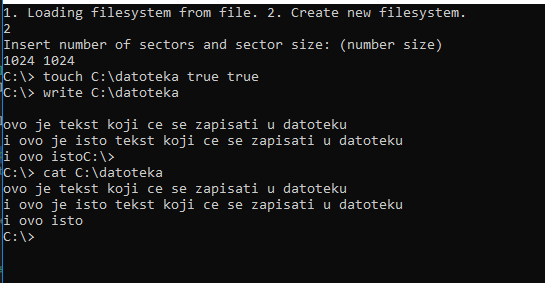 1. Loading filesystem from file. 2. Create new filesystem.
2
Insert number of sectors and sector size: (number size)
1024 1024
C:\> touch C:\datoteka true true
C:\> write C:\datoteka

ovo je tekst koji ce se zapisati u datoteku
i ovo je isto tekst koji ce se zapisati u datoteku
i ovo istoC:\>
C:\> cat C:\datoteka
ovo je tekst koji ce se zapisati u datoteku
i ovo je isto tekst koji ce se zapisati u datoteku
i ovo isto
C:\>